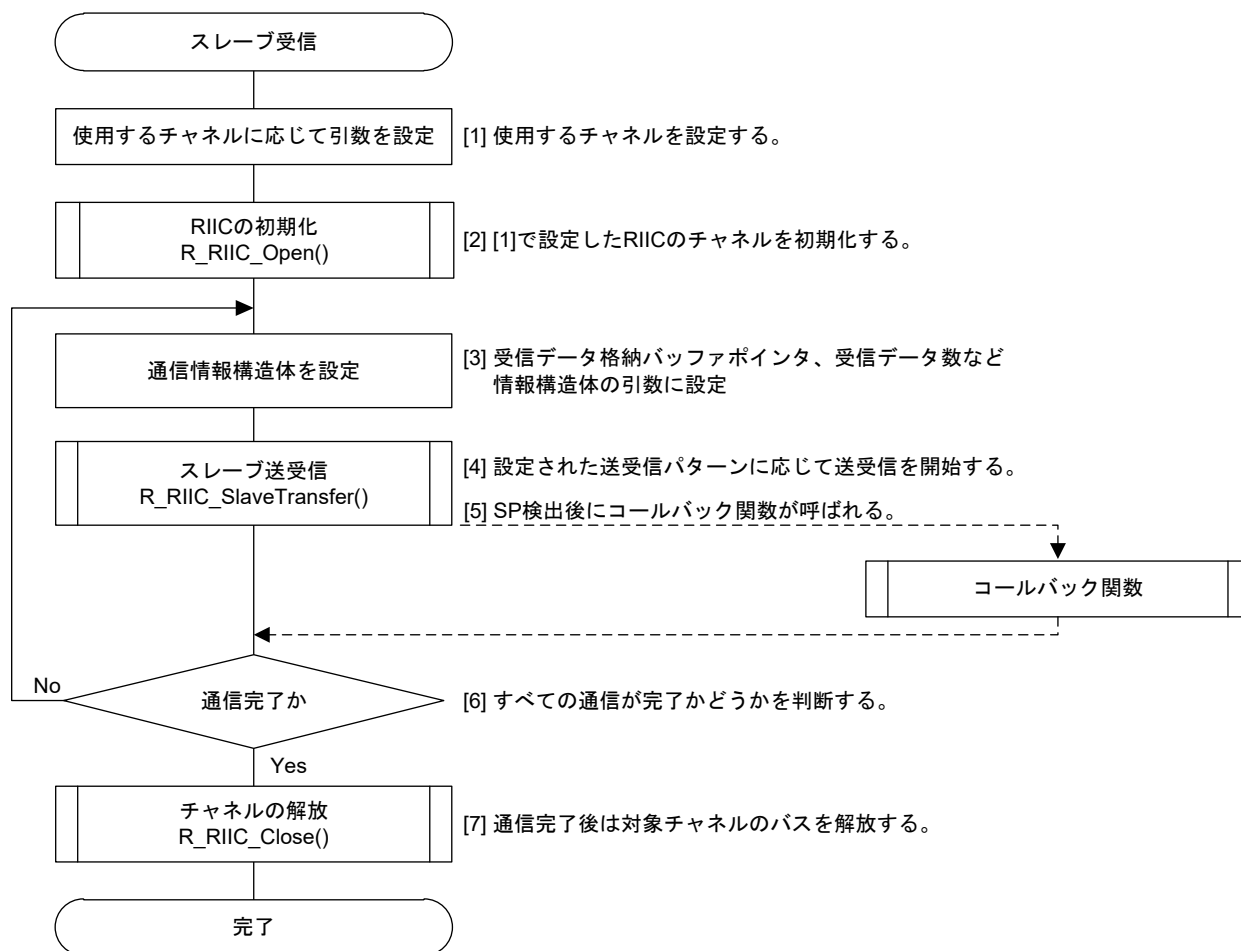 スレーブ受信
使用するチャネルに応じて引数を設定
[1] 使用するチャネルを設定する。
RIICの初期化
R_RIIC_Open()
[2] [1]で設定したRIICのチャネルを初期化する。
通信情報構造体を設定
[3] 受信データ格納バッファポインタ、受信データ数など
情報構造体の引数に設定
スレーブ送受信
R_RIIC_SlaveTransfer()
[4] 設定された送受信パターンに応じて送受信を開始する。
[5] SP検出後にコールバック関数が呼ばれる。
コールバック関数
No
通信完了か
[6] すべての通信が完了かどうかを判断する。
Yes
チャネルの解放
R_RIIC_Close()
[7] 通信完了後は対象チャネルのバスを解放する。
完了